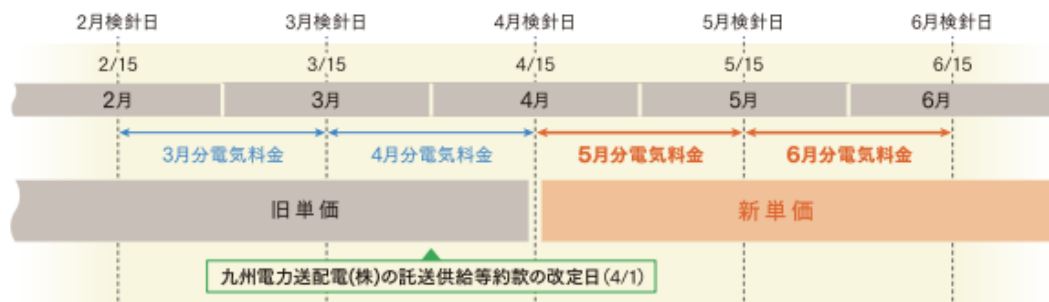 2月検針日 3月検針日 4月検針日 5月検針日 6月検針日
2/15 3/15 4/15 5/15 6/15
2月 3月 4月 5月 6月
3月分電気料金 4月分電気料金 5月分電気料金 6月分電気料金
旧単価 新単価
九州電力送配電(株)の託送供給等約款の改定日(4/1)